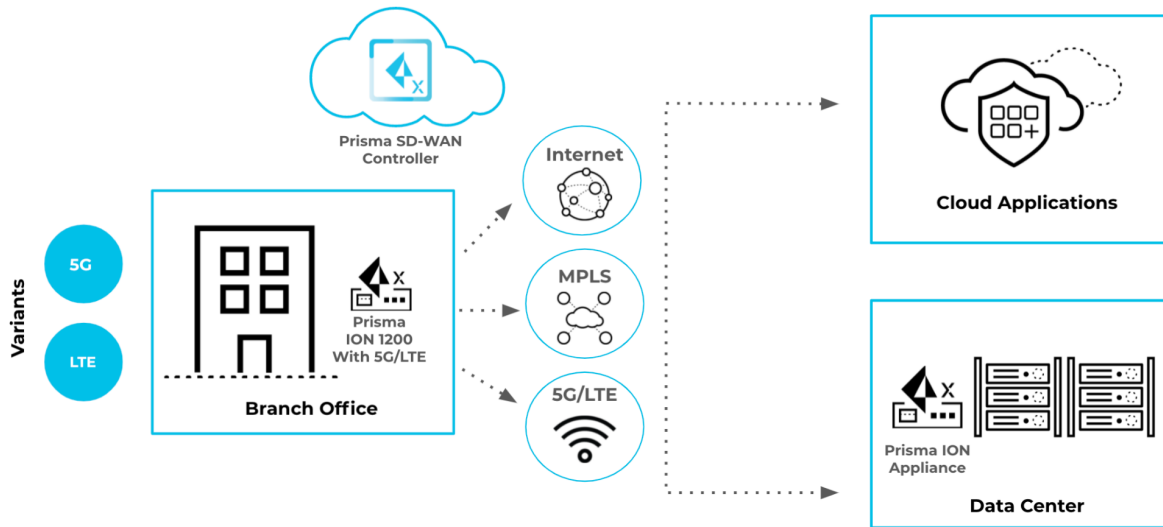 Prisma SD-WAN
Controller
Variants
5G
LTE
Prisma
ION 1200
With 5G/LTE
Branch Office
Internet
MPLS
5G/LTE
Cloud Applications
Prisma ION
Appliance
Data Center
X
X
X